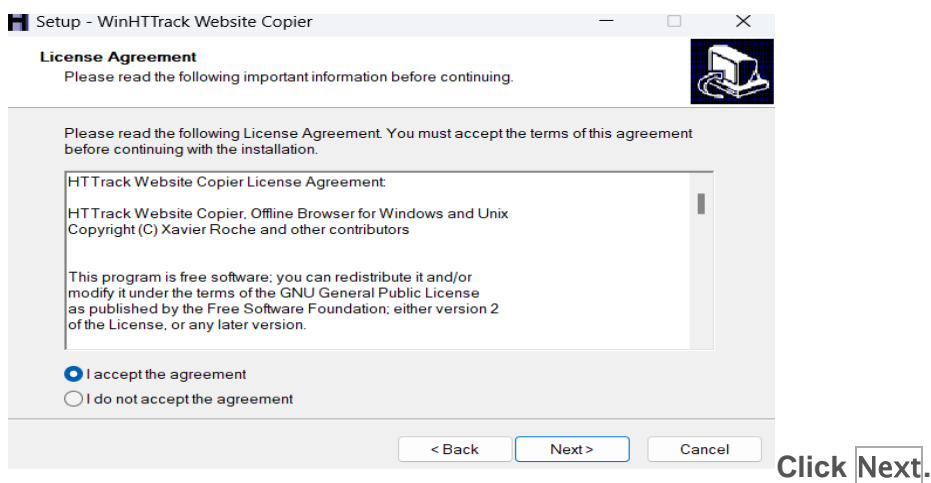 Setup - WinHTTrack Website Copier
License Agreement
Please read the following important information before continuing.
Please read the following License Agreement. You must accept the terms of this agreement
before continuing with the installation.
HTTrack Website Copier License Agreement:
HTTrack Website Copier, Offline Browser for Windows and Unix
Copyright (C) Xavier Roche and other contributors
This program is free software; you can redistribute it and/or
modify it under the terms of the GNU General Public License
as published by the Free Software Foundation; either version 2
of the License, or any later version.
I accept the agreement
I do not accept the agreement
< Back Next > Cancel
Click Next.